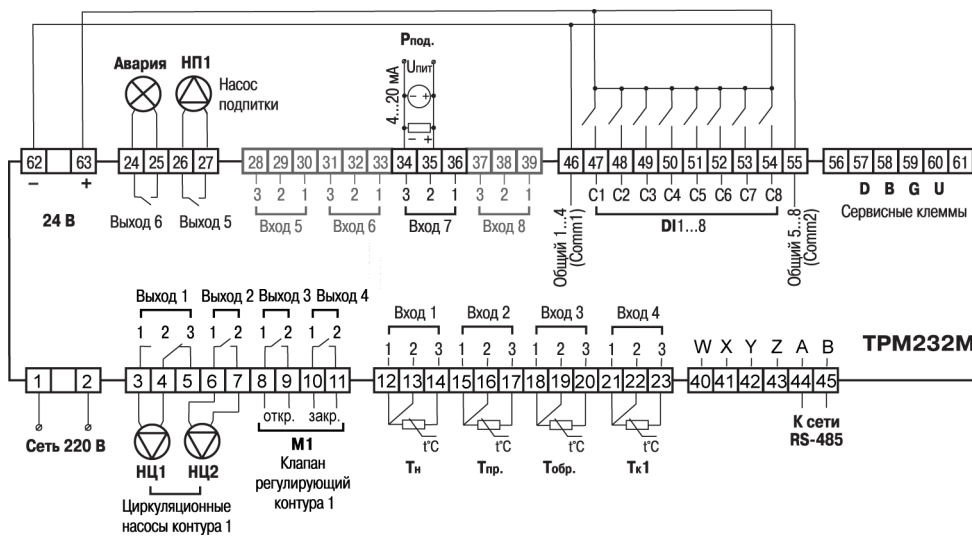 Pпод.
Uпит
4...20 мА
− +
− +
Авария НП1
Насос
подпитки
62 63 24 25 26 27 28 29 30 31 32 33 34 35 36 37 38 39 46 47 48 49 50 51 52 53 54 55 56 57 58 59 60 61
− +
24 В
Выход 6 Выход 5
3 2 1 3 2 1 3 2 1 3 2 1
Вход 5 Вход 6 Вход 7 Вход 8
C1 C2 C3 C4 C5 C6 C7 C8
DI1...8
Общий 1...4
(Comm1)
Общий 5...8
(Comm2)
D B G U
Сервисные клеммы
Выход 1 Выход 2 Выход 3 Выход 4
1 2 3 1 2 1 2 1 2
Вход 1 Вход 2 Вход 3 Вход 4
1 2 3 1 2 3 1 2 3 1 2 3
W X Y Z A B
ТРМ232М
1 2 3 4 5 6 7 8 9 10 11 12 13 14 15 16 17 18 19 20 21 22 23 40 41 42 43 44 45
Сеть 220 В
НЦ1 НЦ2
Циркуляционные
насосы контура 1
откр. закр.
М1
Клапан
регулирующий
контура 1
t°C t°C t°C t°C
Тн Тпр. Тобр. Тк1
К сети
RS-485